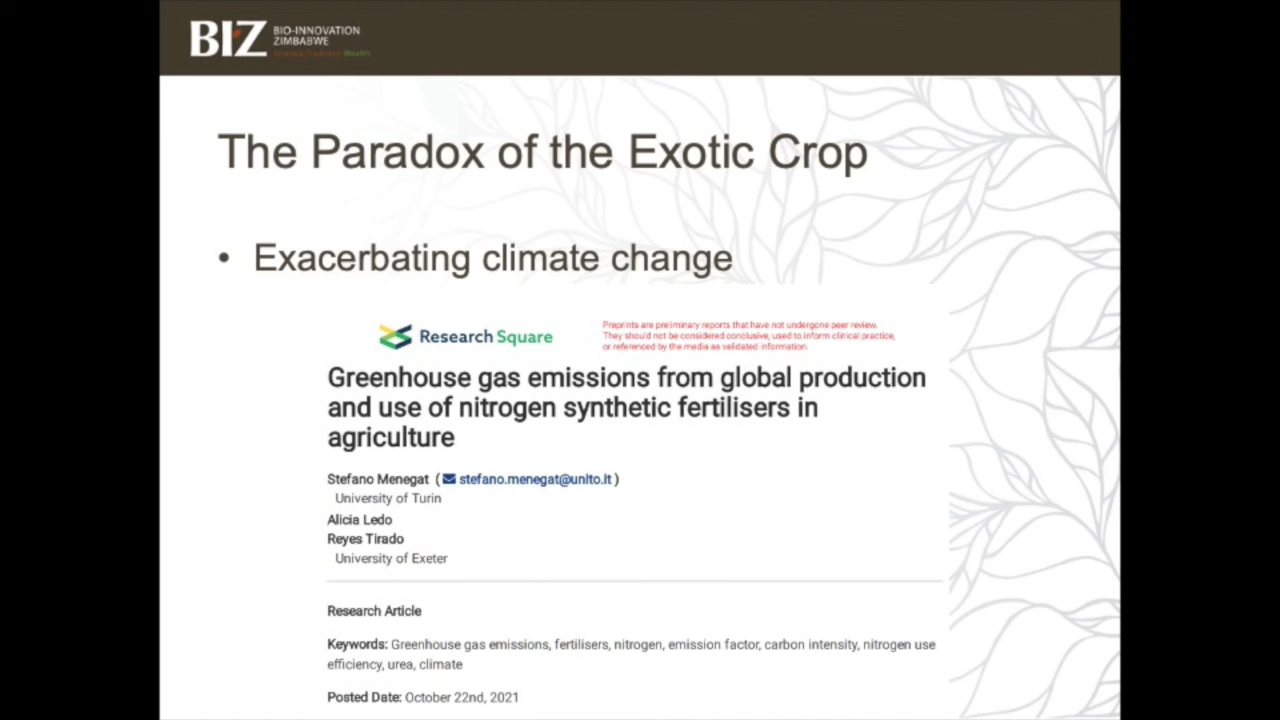 BIZ BIO-INNOVATION
ZIMBABWE
Science Tradition Wealth
The Paradox of the Exotic Crop
• Exacerbating climate change
Research Square
Preprints are preliminary reports that have not undergone peer review.
They should not be considered conclusive, used to inform clinical practice,
or referenced by the media as validated information.
Greenhouse gas emissions from global production
and use of nitrogen synthetic fertilisers in
agriculture
Stefano Menegat ( stefano.menegat@unito.it )
University of Turin
Alicia Ledo
Reyes Tirado
University of Exeter
Research Article
Keywords: Greenhouse gas emissions, fertilisers, nitrogen, emission factor, carbon intensity, nitrogen use
efficiency, urea, climate
Posted Date: October 22nd, 2021